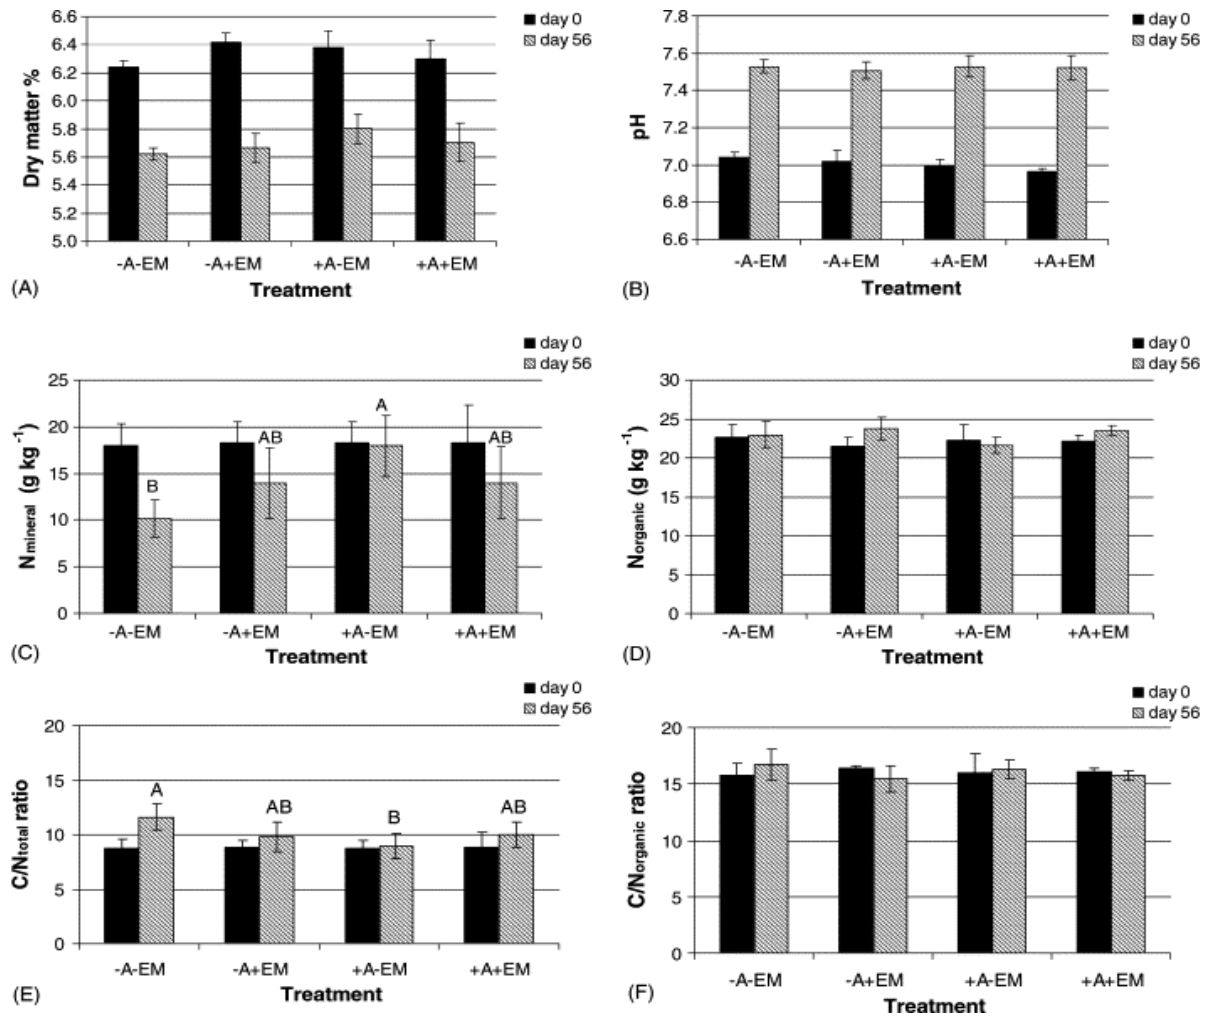 day 0
day 56
6.6
6.4
6.2
6.0
5.8
5.6
5.4
5.2
5.0
Dry matter %
-A-EM -A+EM +A-EM +A+EM
Treatment
(A)
day 0
day 56
7.8
7.6
7.4
7.2
7.0
6.8
6.6
pH
-A-EM -A+EM +A-EM +A+EM
Treatment
(B)
day 0
day 56
25
20
15
10
5
0
Nmineral (g kg -1)
B AB A AB
-A-EM -A+EM +A-EM +A+EM
Treatment
(C)
day 0
day 56
30
25
20
15
10
5
0
Norganic (g kg -1)
-A-EM -A+EM +A-EM +A+EM
Treatment
(D)
day 0
day 56
20
15
10
5
0
C/Ntotal ratio
A AB B AB
-A-EM -A+EM +A-EM +A+EM
Treatment
(E)
day 0
day 56
20
15
10
5
0
C/Norganic ratio
-A-EM -A+EM +A-EM +A+EM
Treatment
(F)